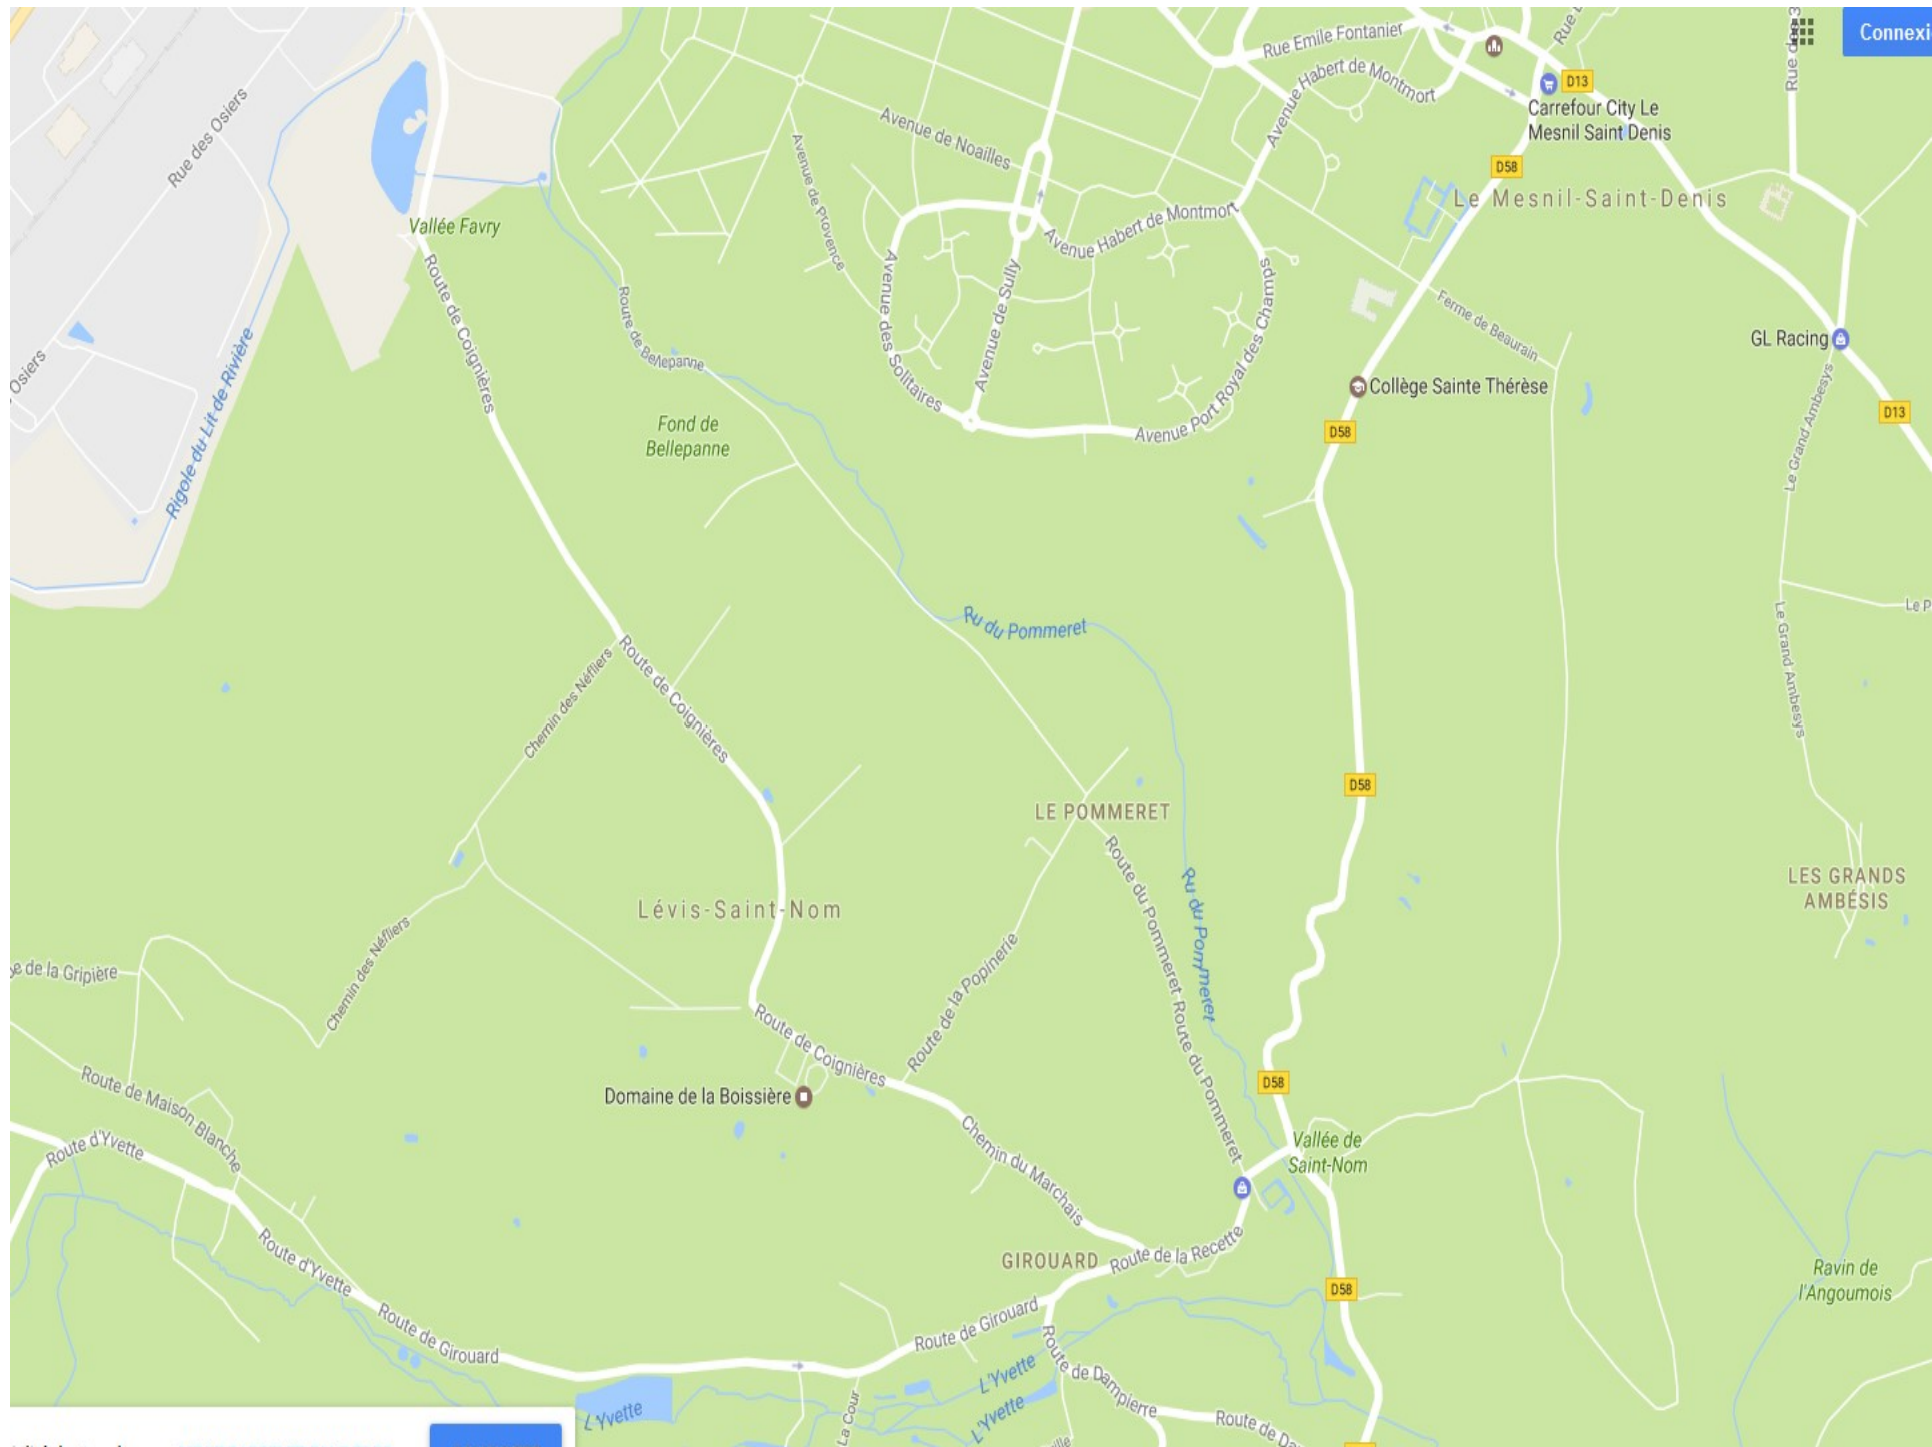 Connexi
Rue Emile Fontanier
D13
Rue des Osiers
Avenue Habert de Montmort
Carrefour City Le
Mesnil Saint Denis
Avenue de Noailles
Avenue de Provence
D58
Le Mesnil-Saint-Denis
Vallée Favry
Avenue Habert de Montmort
Route de Coignières
Avenue des Solitaires
Avenue de Sully
Avenue Port Royal des Champs
Ferme de Beaurain
Route de Bellepanne
GL Racing
Osiers
Rigole du Lit de Rivière
Collège Sainte Thérèse
D58
D13
Le Grand Ambesys
Fond de
Bellepanne
Ru du Pommeret
Le P
Le Grand Ambesys
Chemin des Néfliers
Route de Coignières
D58
LE POMMERET
Route du Pommeret
Ru du Pommeret
LES GRANDS
AMBÉSIS
Lévis-Saint-Nom
Chemin des Néfliers
e de la Gripière
Route de la Popinerie
Route de Coignières
Route du Pommeret
Route de Maison Blanche
Domaine de la Boissière
D58
Route d'Yvette
Chemin du Marchais
Vallée de
Saint-Nom
Route d'Yvette
GIROUARD
Route de la Recette
Ravin de
l'Angoumois
D58
Route de Girouard
Route de Girouard
Route de Dampierre
L'Yvette
L'Yvette
L'Yvette
La Cour
Route de Da
ille